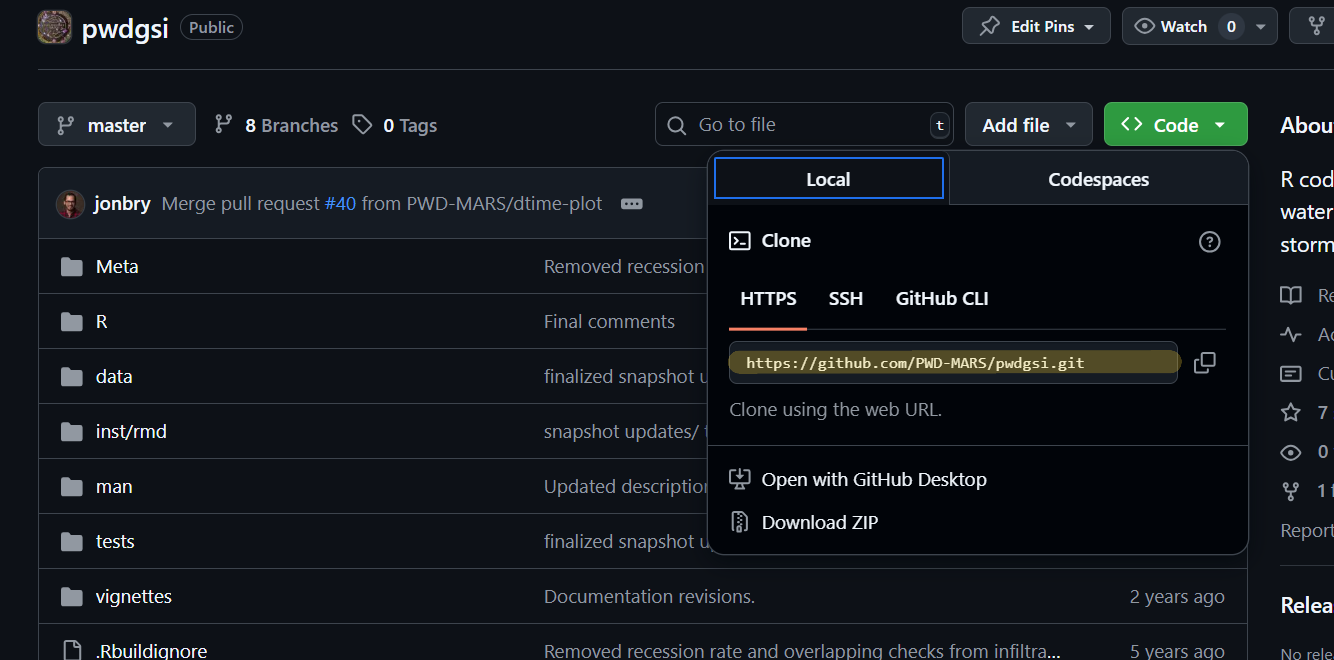 pwdgsi Public Edit Pins Watch 0
master 8 Branches 0 Tags Go to file t Add file Code
Local Codespaces
jonbry Merge pull request #40 from PWD-MARS/dtime-plot
Clone
HTTPS SSH GitHub CLI
https://github.com/PWD-MARS/pwdgsi.git
Clone using the web URL.
Open with GitHub Desktop
Download ZIP
Meta Removed recession
R Final comments
data finalized snapshot u
inst/rmd snapshot updates/
man Updated description
tests finalized snapshot u
vignettes Documentation revisions. 2 years ago
.Rbuildignore Removed recession rate and overlapping checks from infiltra... 5 years ago
Abou
R cod
water
storm
Re
Ac
Cu
7
0
1 f
Report
Relea
No rele